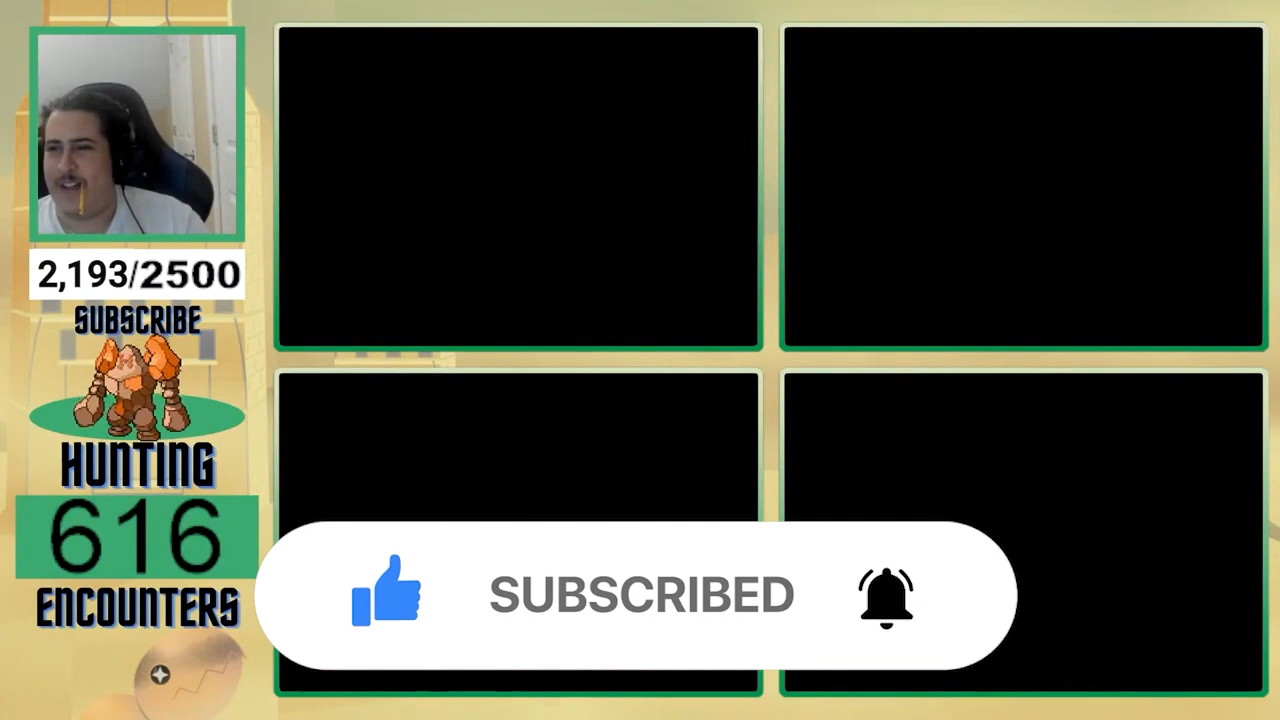 2,193/2500
SUBSCRIBE
HUNTING
616
ENCOUNTERS
SUBSCRIBED